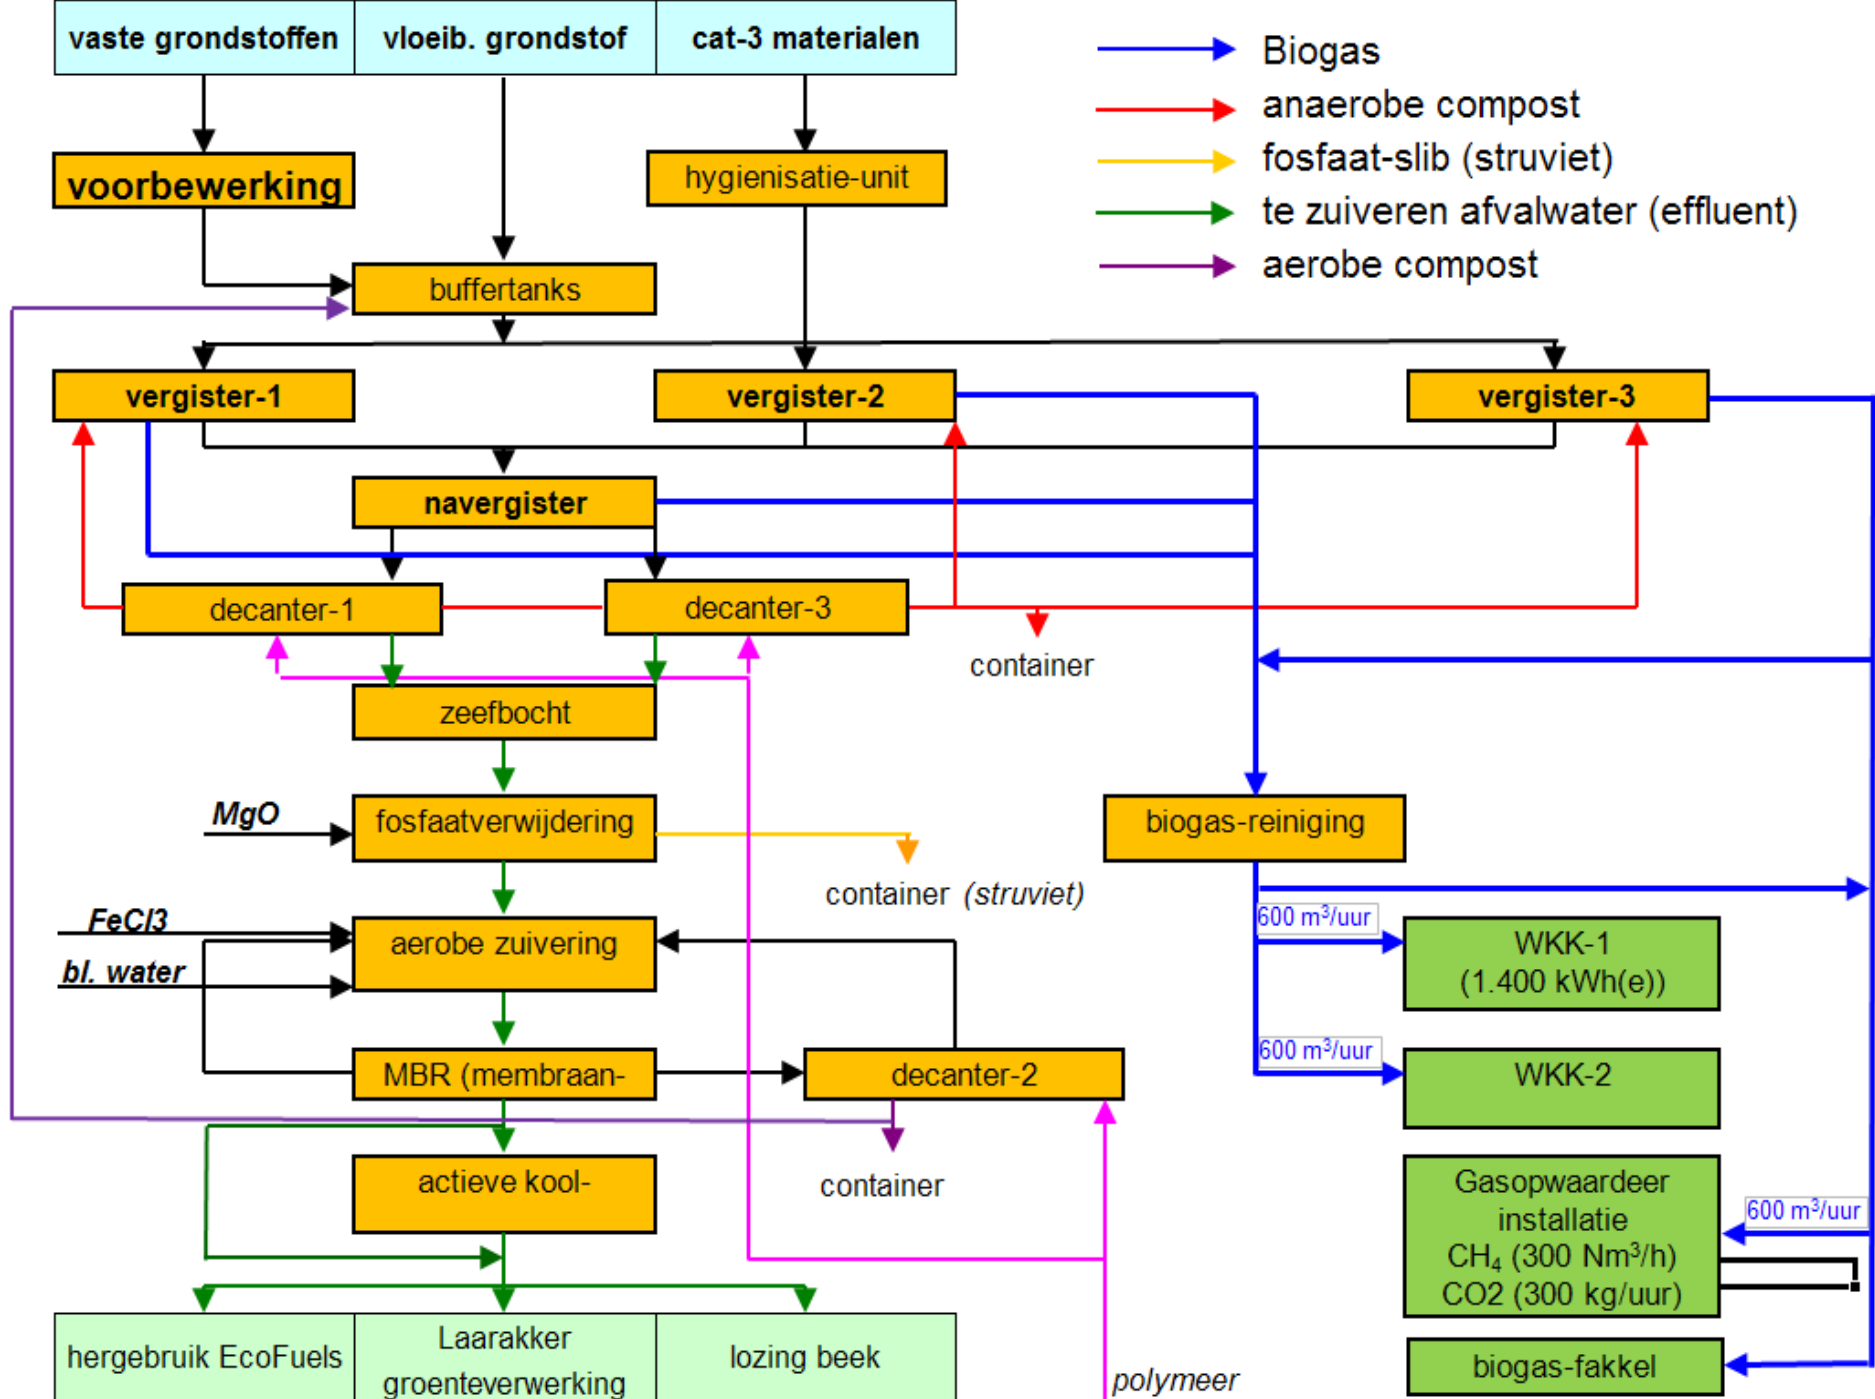 vaste grondstoffen
vloeib. grondstof
cat-3 materialen
Biogas
anaerobe compost
fosfaat-slib (struviet)
te zuiveren afvalwater (effluent)
aerobe compost
voorbewerking
hygienisatie-unit
buffertanks
vergister-1
vergister-2
vergister-3
navergister
decanter-1
decanter-3
container
zeefbocht
MgO
fosfaatverwijdering
biogas-reiniging
container (struviet)
FeCl3
aerobe zuivering
bl. water
600 m³/uur
WKK-1
(1.400 kWh(e))
MBR (membraan-
decanter-2
600 m³/uur
WKK-2
container
actieve kool-
Gasopwaardeer
installatie
CH₄ (300 Nm³/h)
CO2 (300 kg/uur)
600 m³/uur
hergebruik EcoFuels
Laarakker
groenteverwerking
lozing beek
polymeer
biogas-fakkel